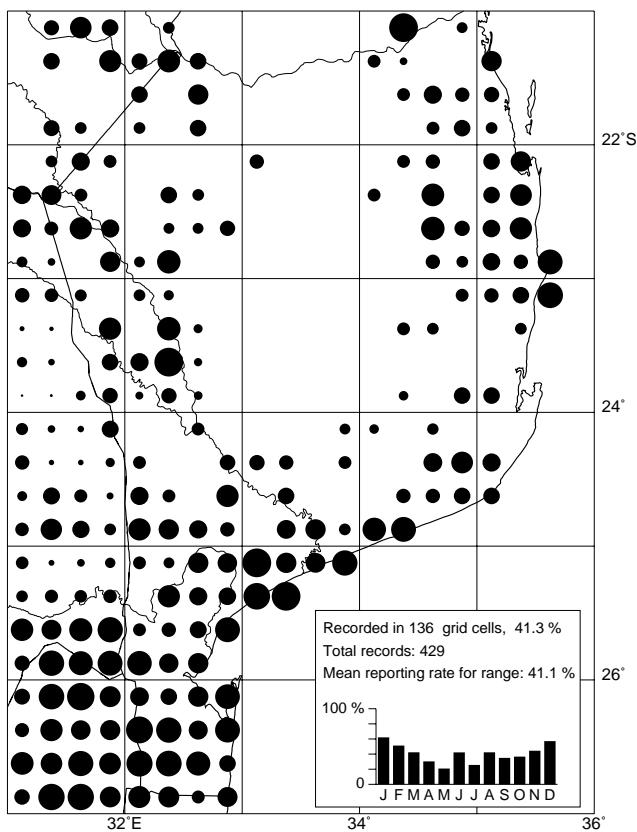 22˚S
24˚
Recorded in 136 grid cells, 41.3 %
Total records: 429
Mean reporting rate for range: 41.1 %
26˚
100 %
0
J F M A M J J A S O N D
32˚E 34˚ 36˚